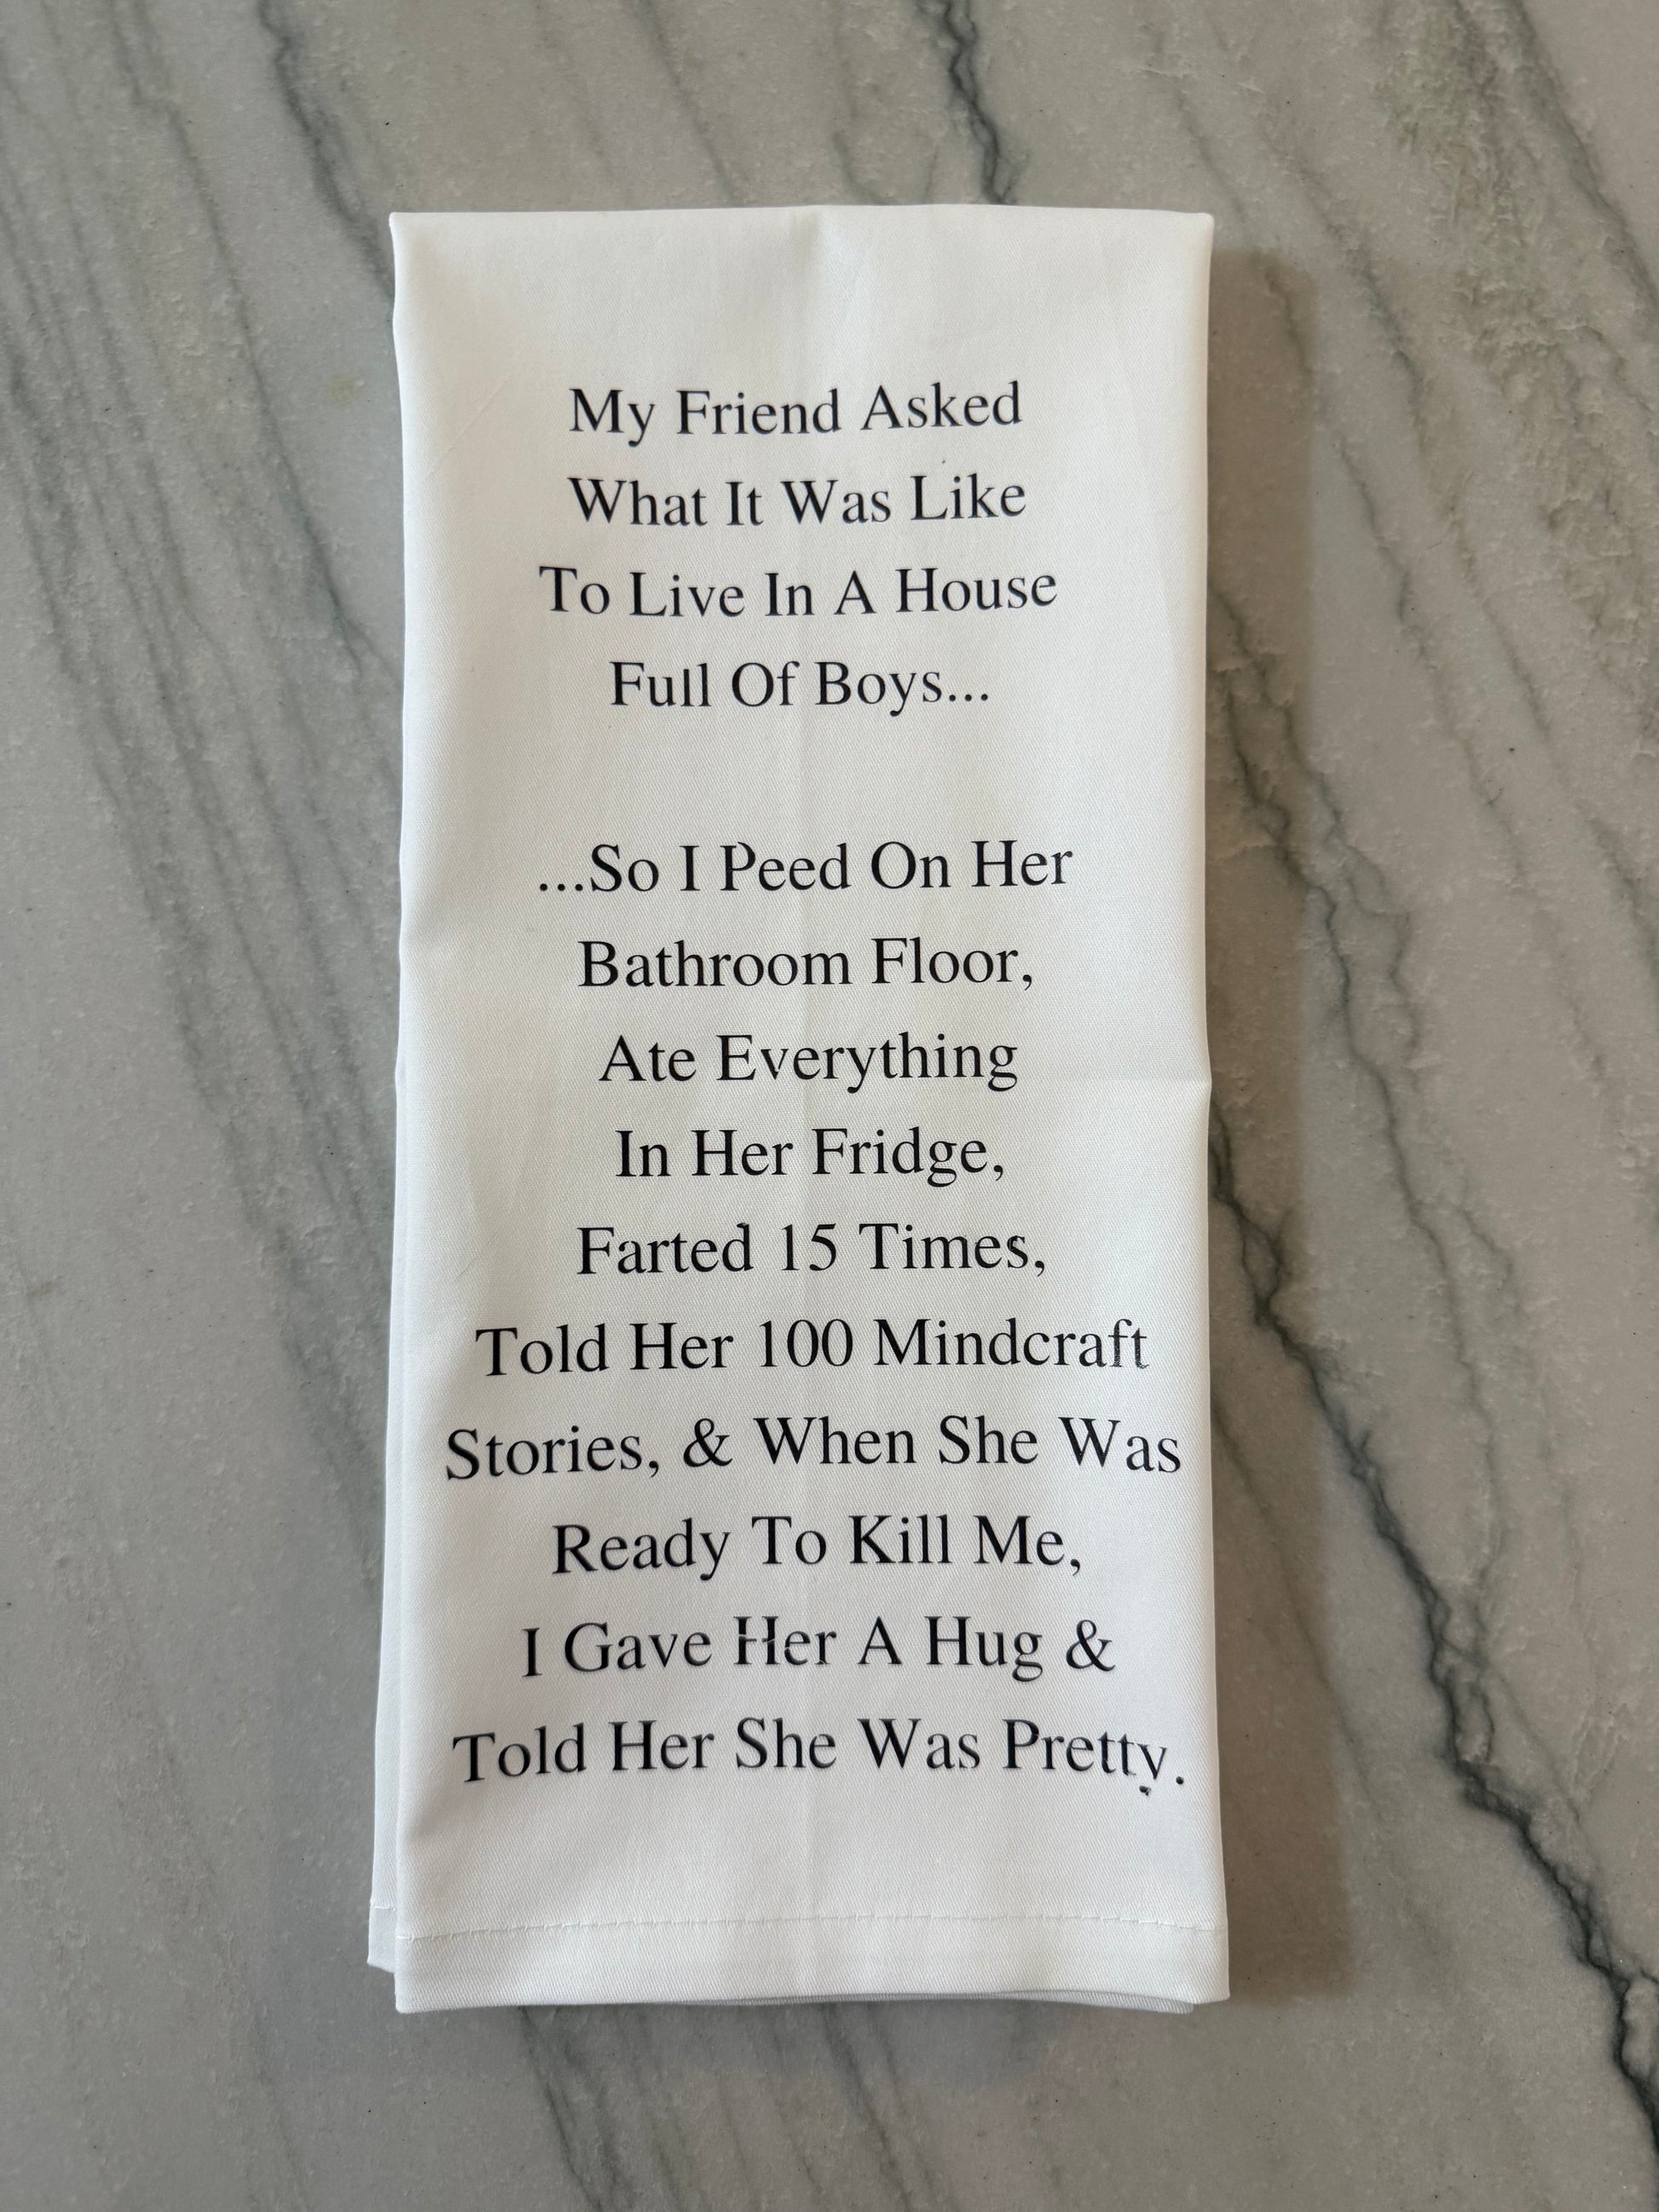 My Friend Asked
What It Was Like
To Live In A House
Full Of Boys...
...So I Peed On Her
Bathroom Floor,
Ate Everything
In Her Fridge,
Farted 15 Times,
Told Her 100 Mindcraft
Stories, & When She Was
Ready To Kill Me,
I Gave Her A Hug &
Told Her She Was Pretty.